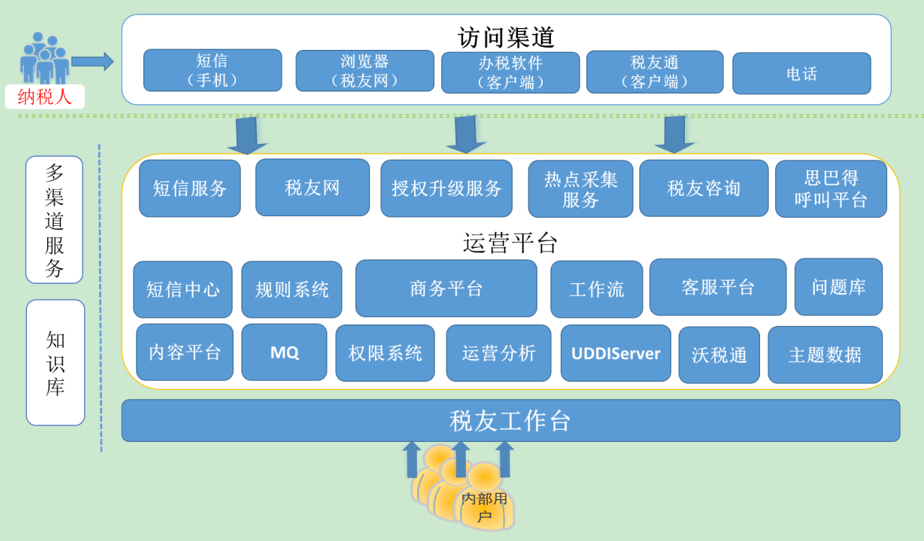 访问渠道
纳税人
短信
（手机）
浏览器
（税友网）
办税软件
（客户端）
税友通
（客户端）
电话
多渠道服务
知识库
短信服务
税友网
授权升级服务
热点采集
服务
税友咨询
思巴得
呼叫平台
运营平台
短信中心
规则系统
商务平台
工作流
客服平台
问题库
内容平台
MQ
权限系统
运营分析
UDDIServer
沃税通
主题数据
税友工作台
内部用
户